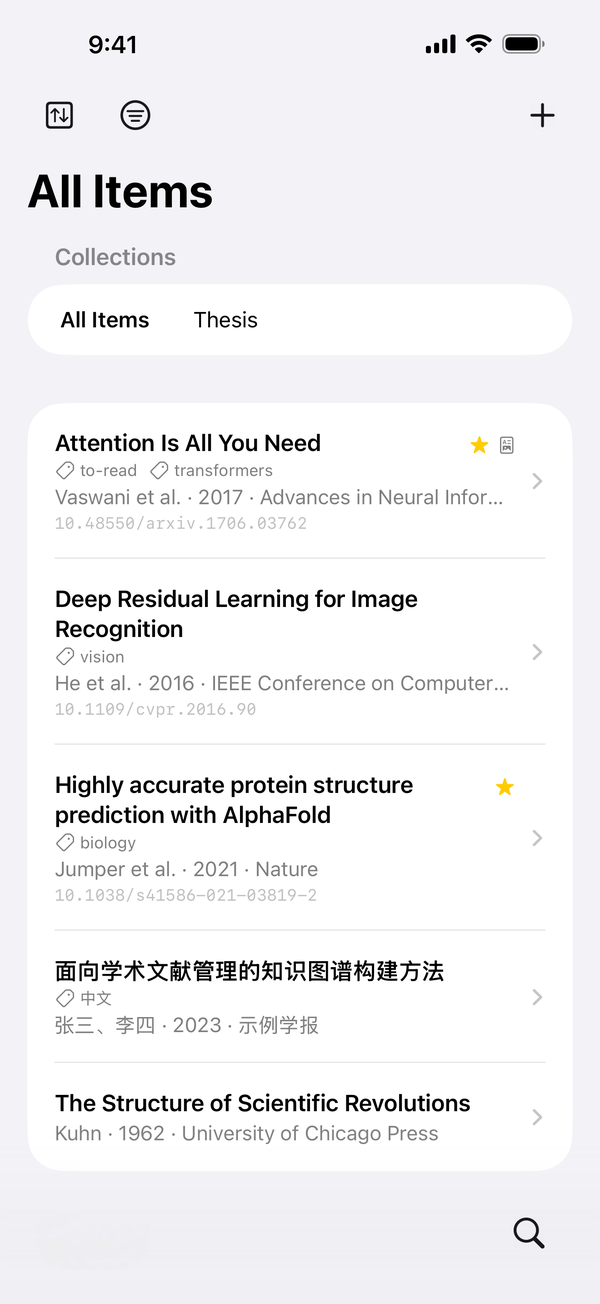 9:41
All Items
Collections
All Items Thesis
Attention Is All You Need
to-read transformers
Vaswani et al. · 2017 · Advances in Neural Infor...
10.48550/arxiv.1706.03762
Deep Residual Learning for Image
Recognition
vision
He et al. · 2016 · IEEE Conference on Computer...
10.1109/cvpr.2016.90
Highly accurate protein structure
prediction with AlphaFold
biology
Jumper et al. · 2021 · Nature
10.1038/s41586-021-03819-2
面向学术文献管理的知识图谱构建方法
中文
张三、李四 · 2023 · 示例学报
The Structure of Scientific Revolutions
Kuhn · 1962 · University of Chicago Press